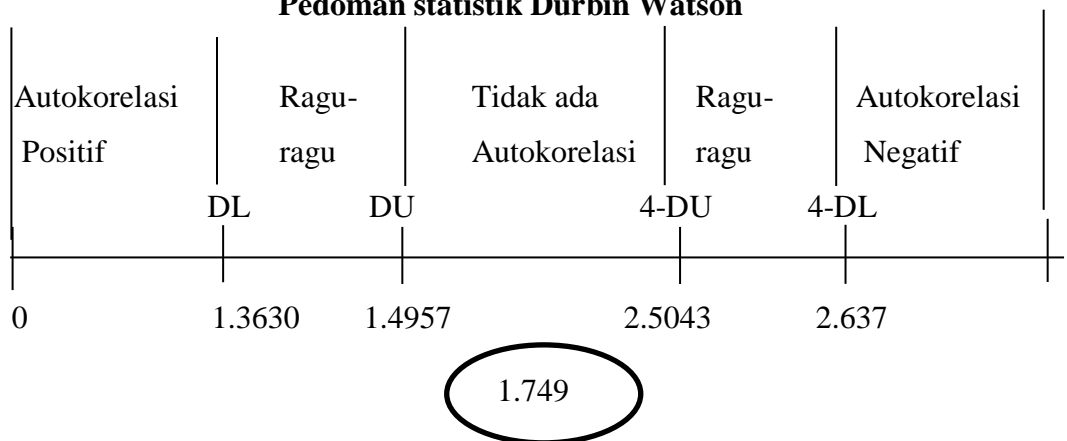 Pedoman statistik Durbin Watson
Autokorelasi Ragu- Tidak ada Ragu- Autokorelasi
Positif ragu Autokorelasi ragu Negatif
DL DU 4-DU 4-DL
0 1.3630 1.4957 2.5043 2.637
1.749